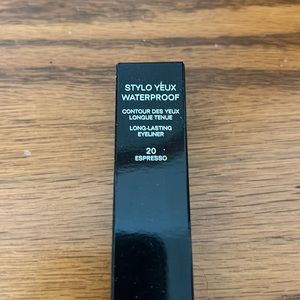 STYLO YEUX
WATERPROOF
CONTOUR DES YEUX
LONGUE TENUE
LONG-LASTING
EYELINER
20
ESPRESSO